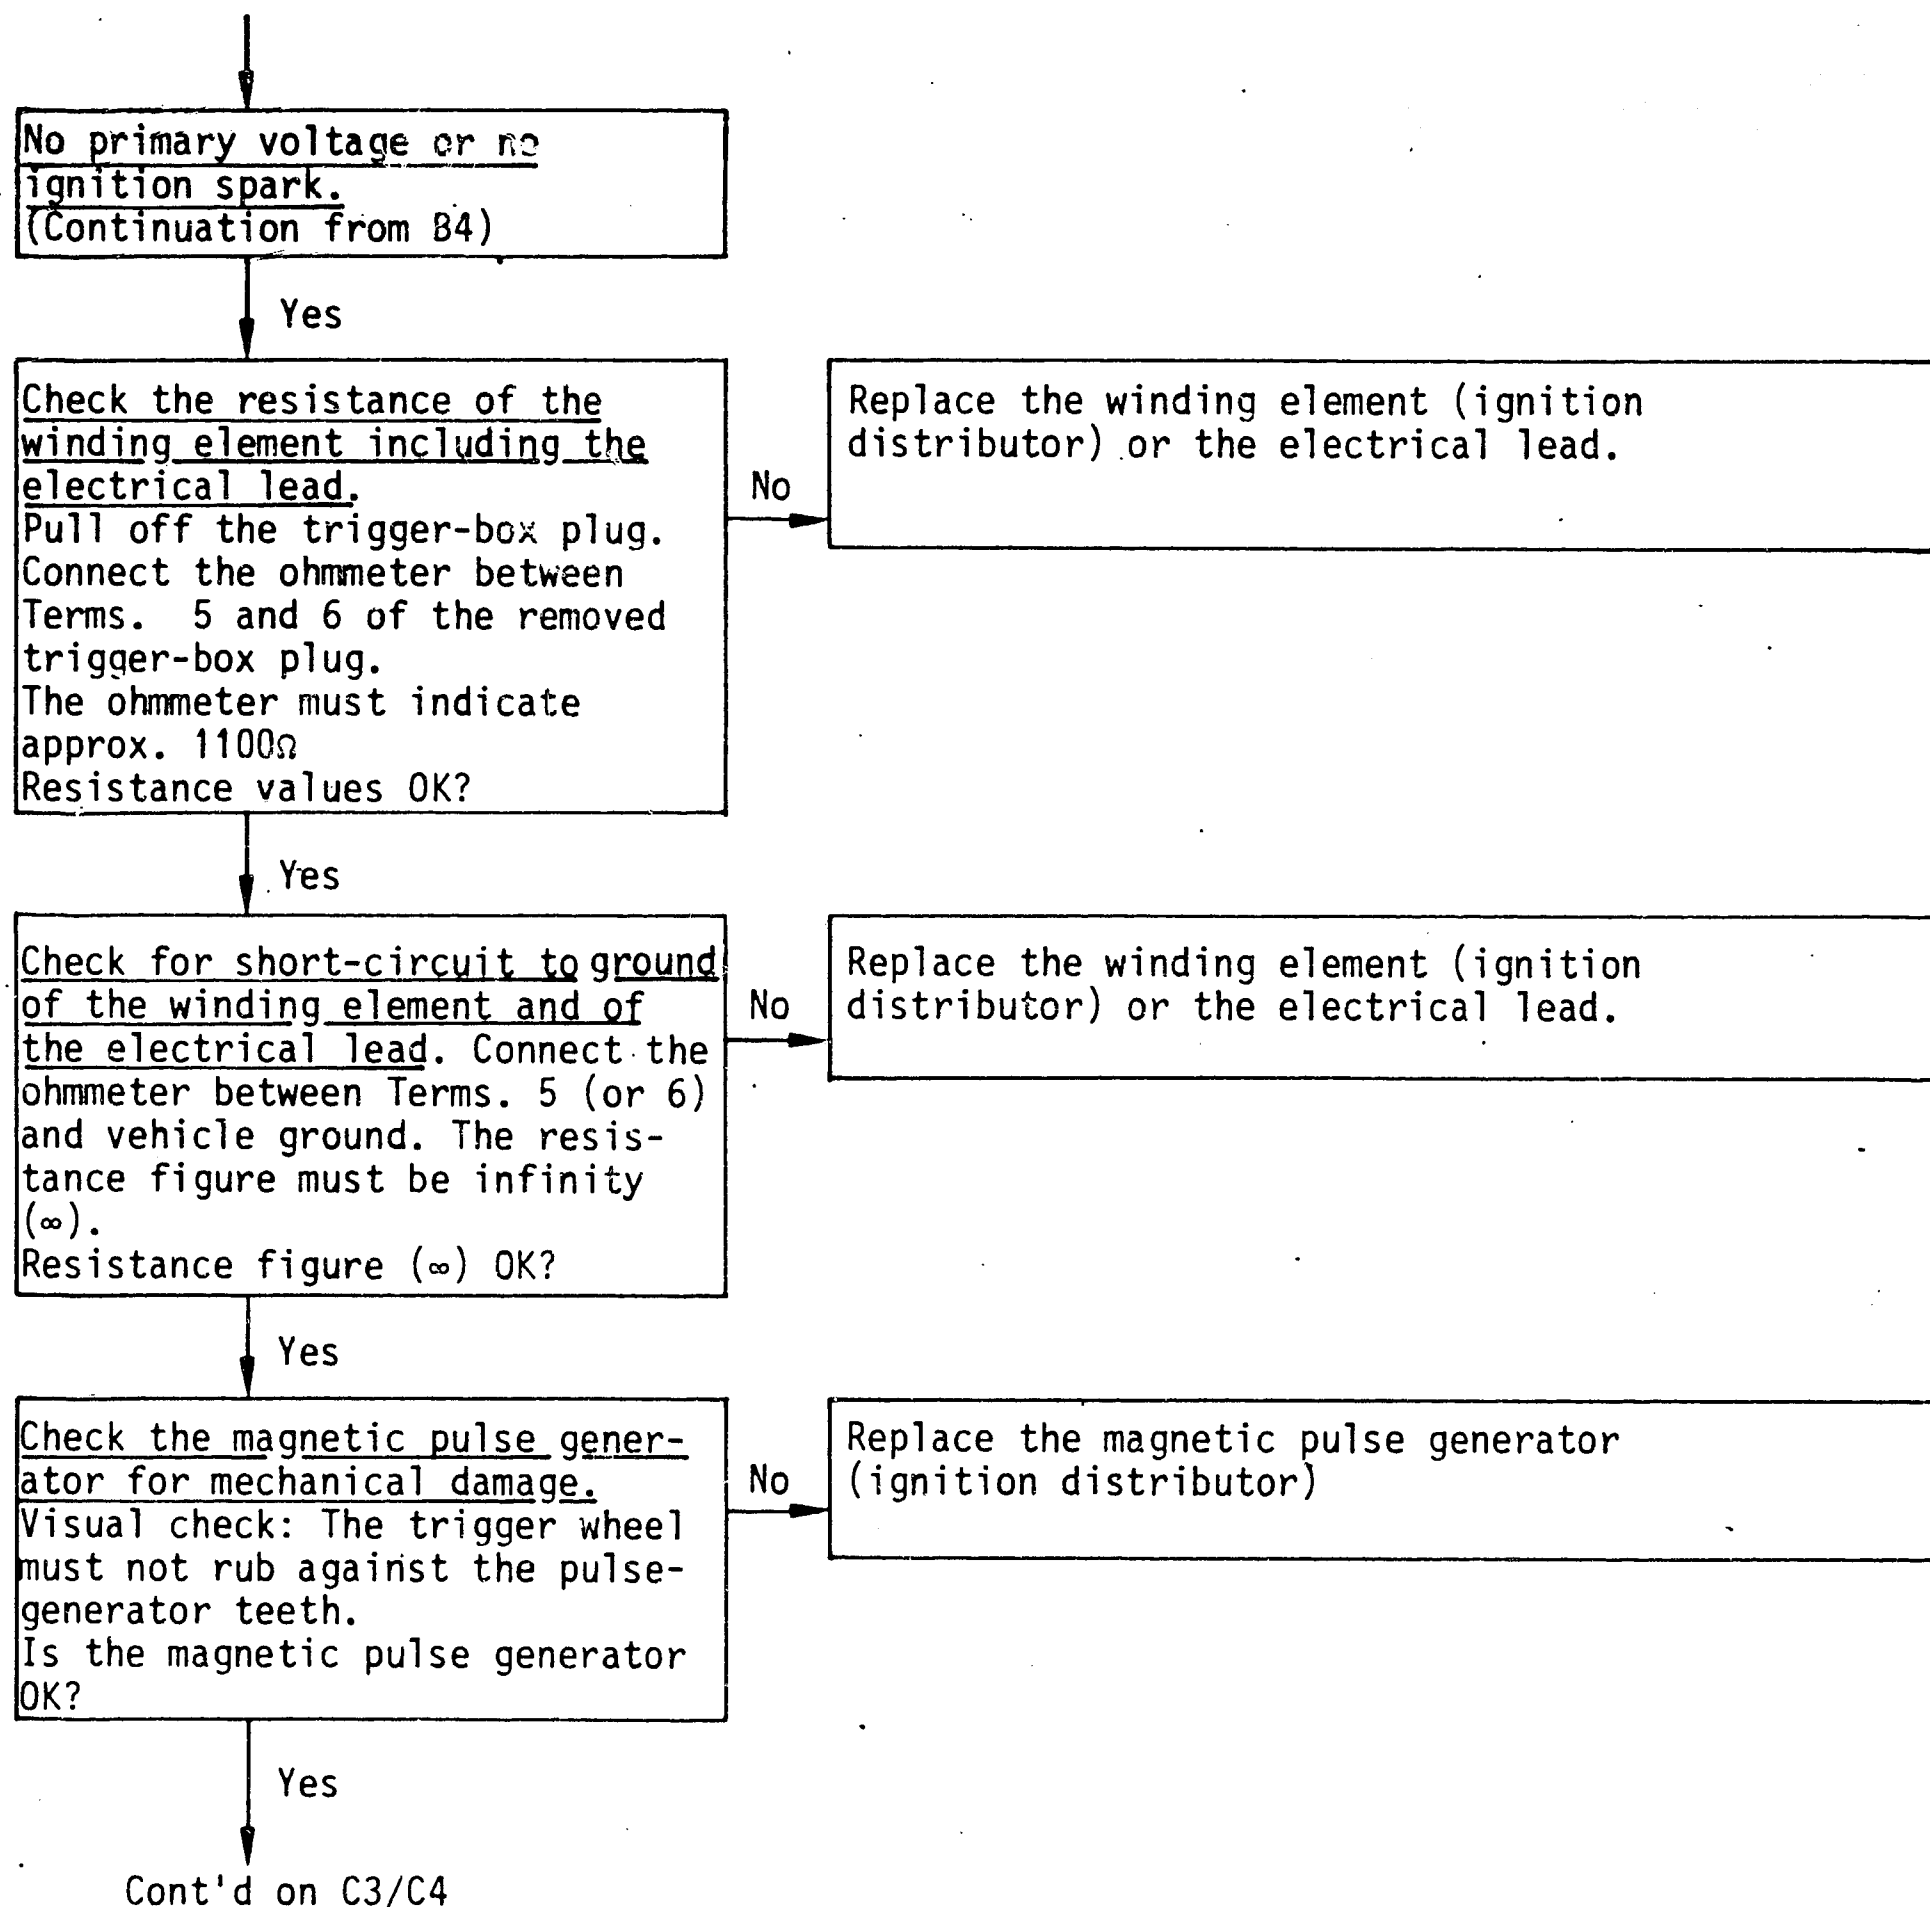 No primary voltage or no
ignition spark.
(Continuation from B4)
Yes
Check the resistance of the
winding element including the
electrical lead.
Pull off the trigger-box plug.
Connect the ohmmeter between
Terms. 5 and 6 of the removed
trigger-box plug.
The ohmmeter must indicate
approx. 1100Ω
Resistance values OK?
No
Replace the winding element (ignition
distributor) or the electrical lead.
Yes
Check for short-circuit to ground
of the winding element and of
the electrical lead. Connect the
ohmmeter between Terms. 5 (or 6)
and vehicle ground. The resis-
tance figure must be infinity
(∞).
Resistance figure (∞) OK?
No
Replace the winding element (ignition
distributor) or the electrical lead.
Yes
Check the magnetic pulse gener-
ator for mechanical damage.
Visual check: The trigger wheel
must not rub against the pulse-
generator teeth.
Is the magnetic pulse generator
OK?
No
Replace the magnetic pulse generator
(ignition distributor)
Yes
Cont'd on C3/C4